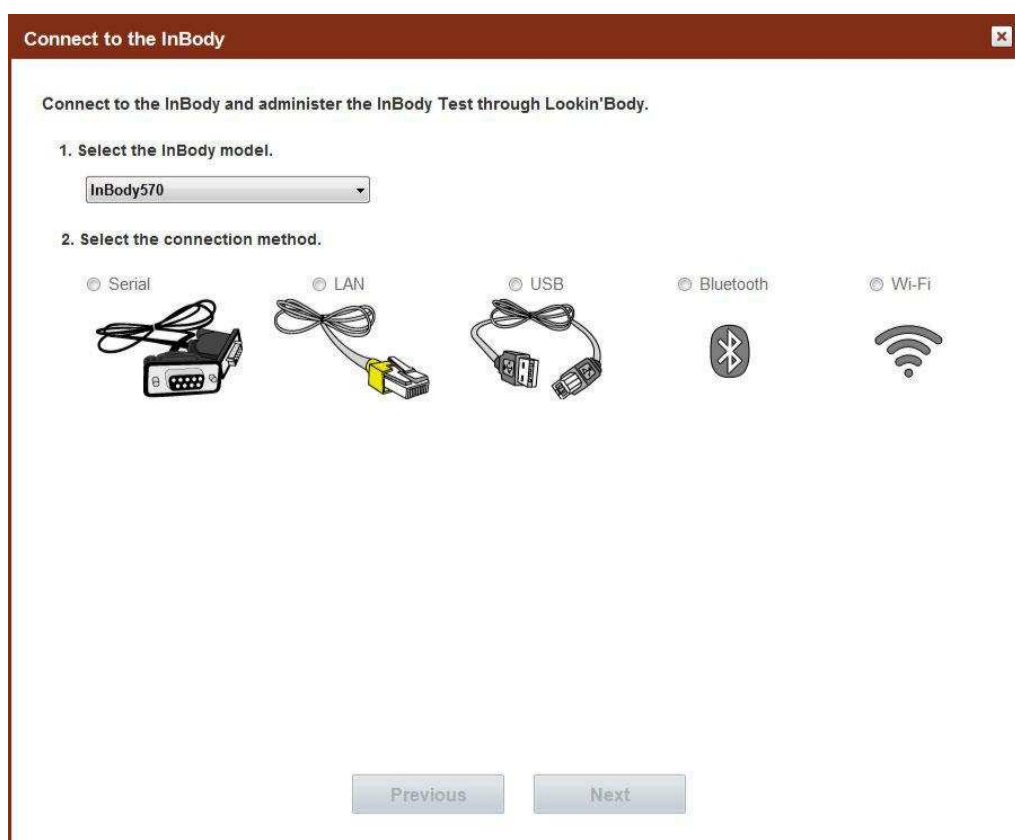 Connect to the InBody
Connect to the InBody and administer the InBody Test through Lookin'Body.
1. Select the InBody model.
InBody570
2. Select the connection method.
Serial LAN USB Bluetooth Wi-Fi
Previous Next